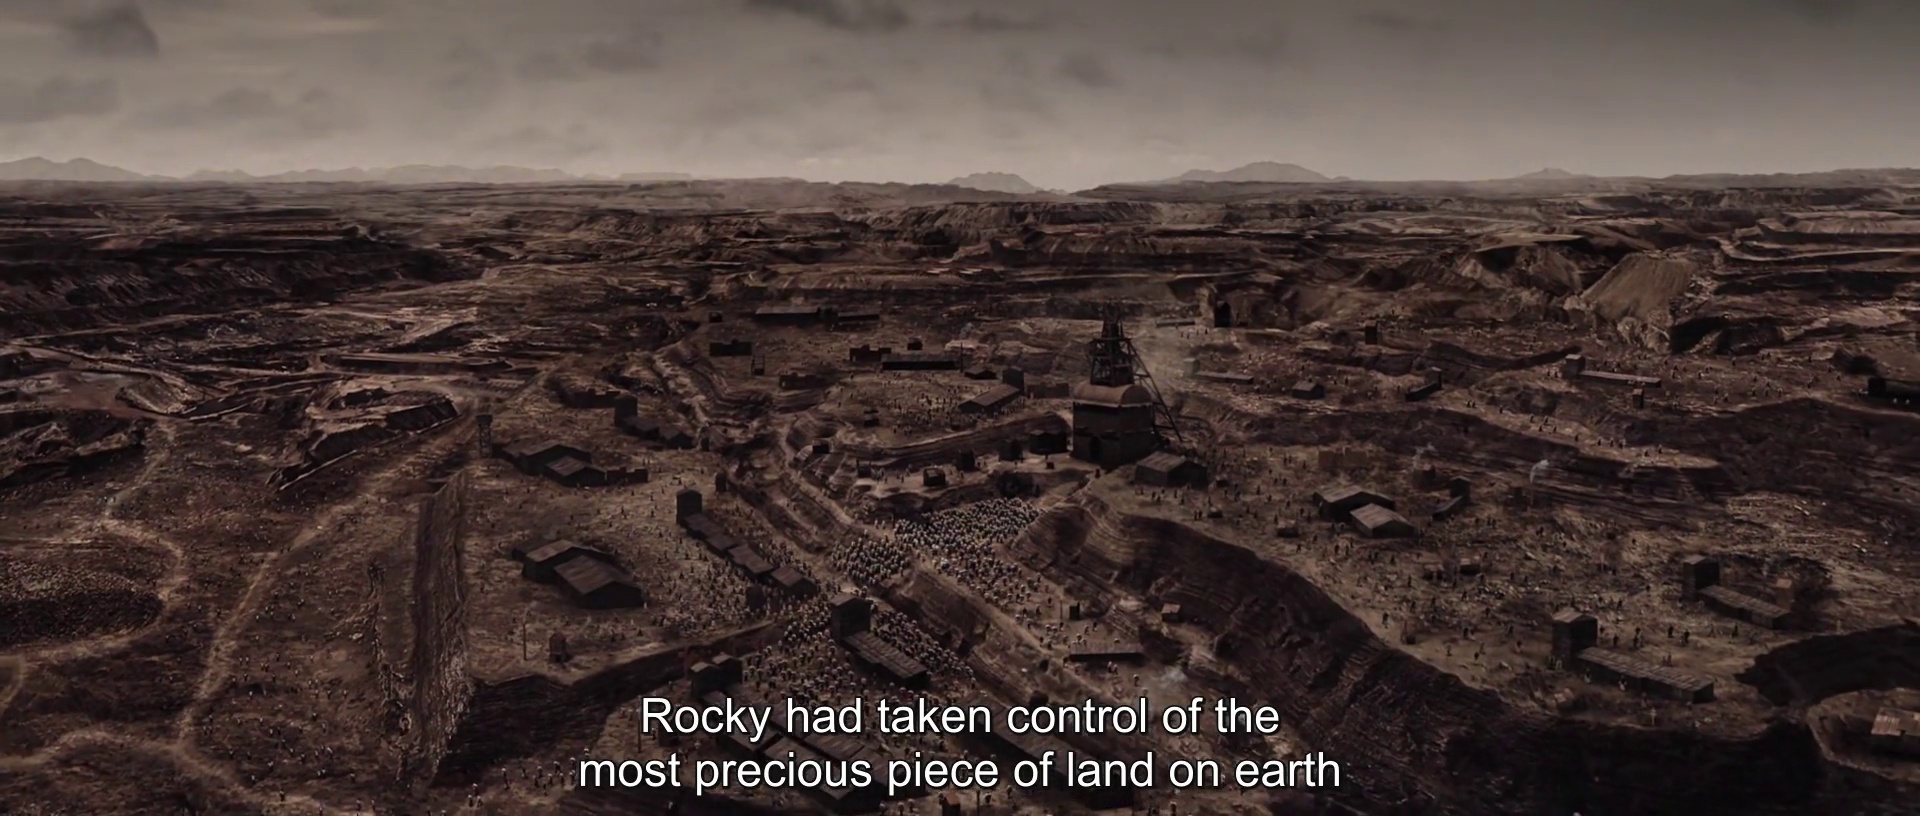 Rocky had taken control of the
most precious piece of land on earth